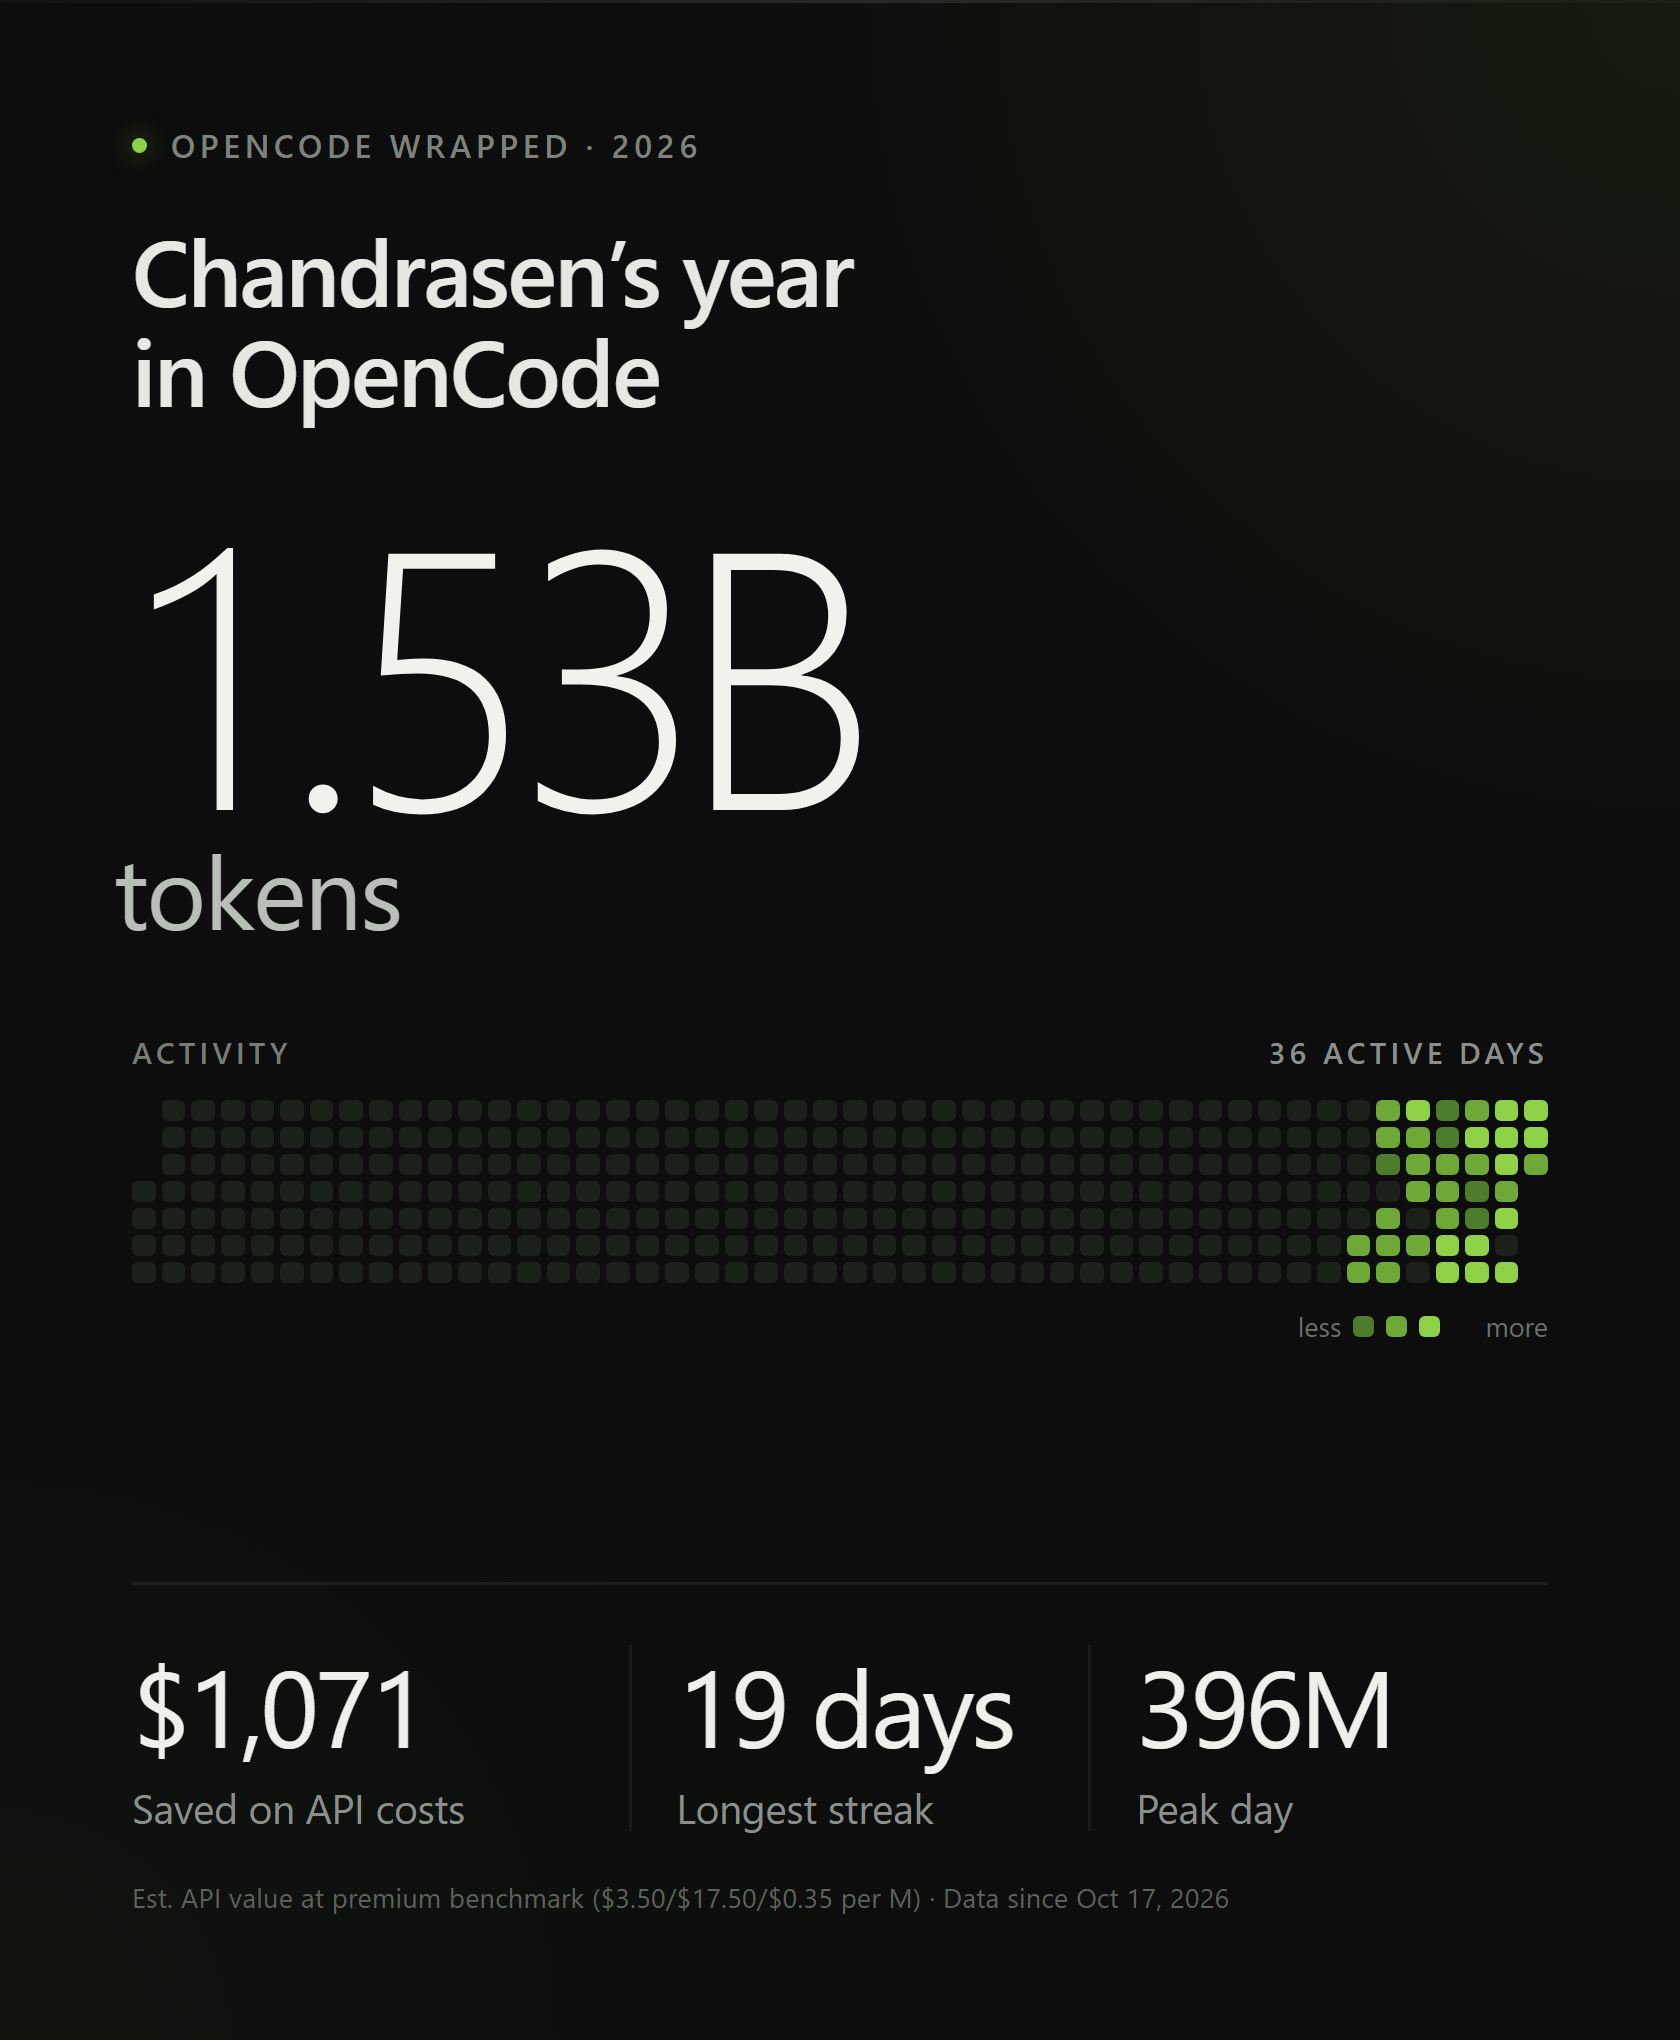 OPENCODE WRAPPED · 2026
Chandrasen’s year
in OpenCode
1.53B
tokens
ACTIVITY
36 ACTIVE DAYS
less
more
$1,071
Saved on API costs
19 days
Longest streak
396M
Peak day
Est. API value at premium benchmark ($3.50/$17.50/$0.35 per M) · Data since Oct 17, 2026